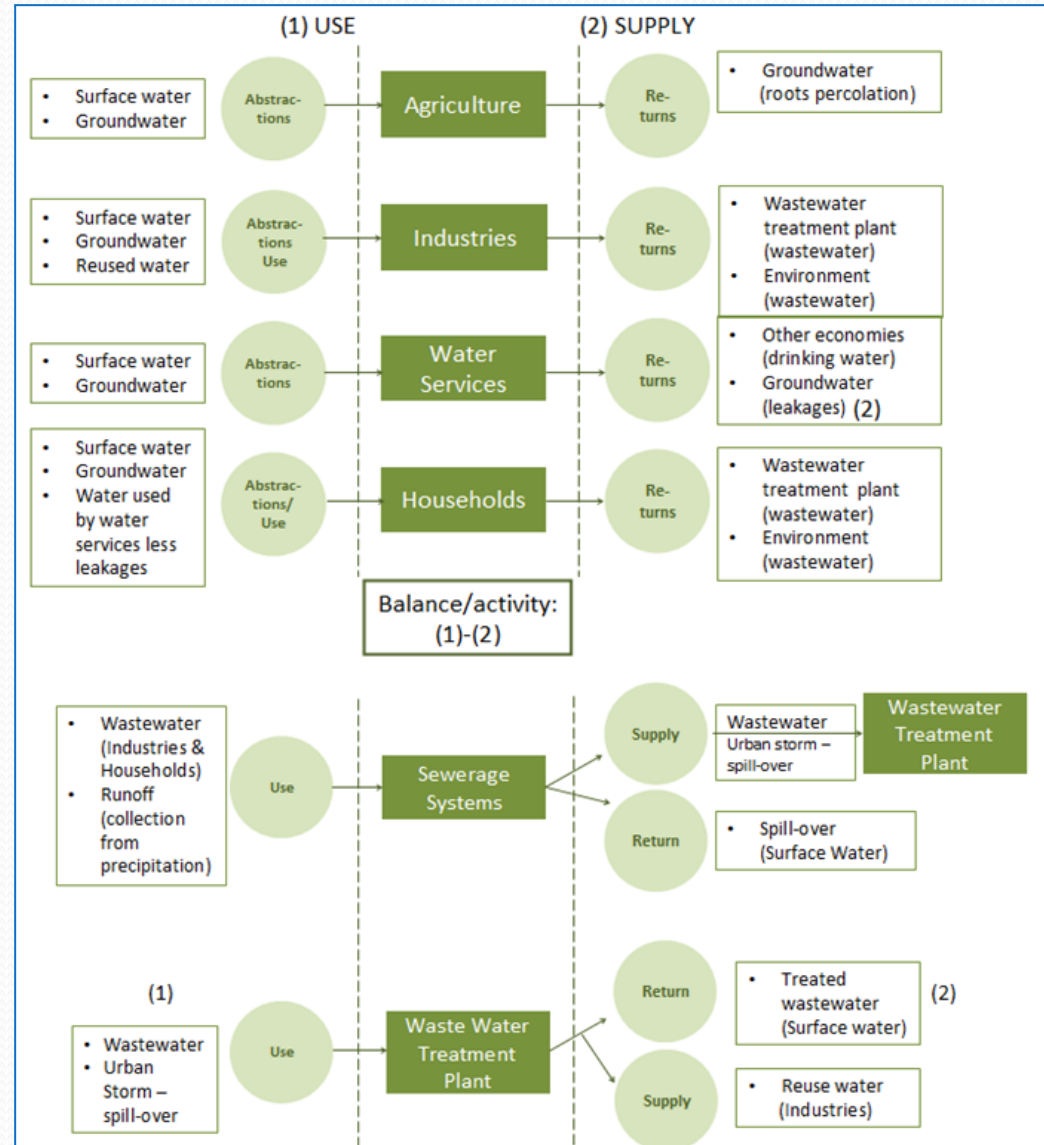 (1) USE
(2) SUPPLY
• Surface water
• Groundwater
Abstrac-
tions
Agriculture
Re-
turns
• Groundwater
(roots percolation)
• Surface water
• Groundwater
• Reused water
Abstrac-
tions
Use
Industries
Re-
turns
• Wastewater
treatment plant
(wastewater)
• Environment
(wastewater)
• Surface water
• Groundwater
Abstrac-
tions
Water
Services
Re-
turns
• Other economies
(drinking water)
• Groundwater
(leakages) (2)
• Surface water
• Groundwater
• Water used
by water
services less
leakages
Abstrac-
tions/
Use
Households
Re-
turns
• Wastewater
treatment plant
(wastewater)
• Environment
(wastewater)
Balance/activity:
(1)-(2)
• Wastewater
(Industries &
Households)
• Runoff
(collection
from
precipitation)
Use
Sewerage
Systems
Supply
Wastewater
Urban storm –
spill-over
Wastewater
Treatment
Plant
Return
• Spill-over
(Surface Water)
(1)
• Wastewater
• Urban
Storm –
spill-over
Use
Waste Water
Treatment
Plant
Return
• Treated
wastewater
(Surface water)
(2)
Supply
• Reuse water
(Industries)